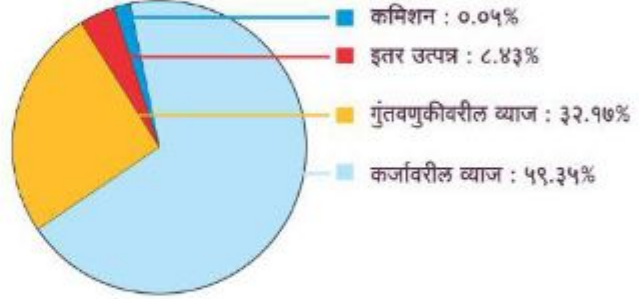 कमिशन : ०.०५%
इतर उत्पन्न : ८.४३%
गुंतवणुकीवरील व्याज : ३२.१७%
कर्जावरील व्याज : ५९.३५%